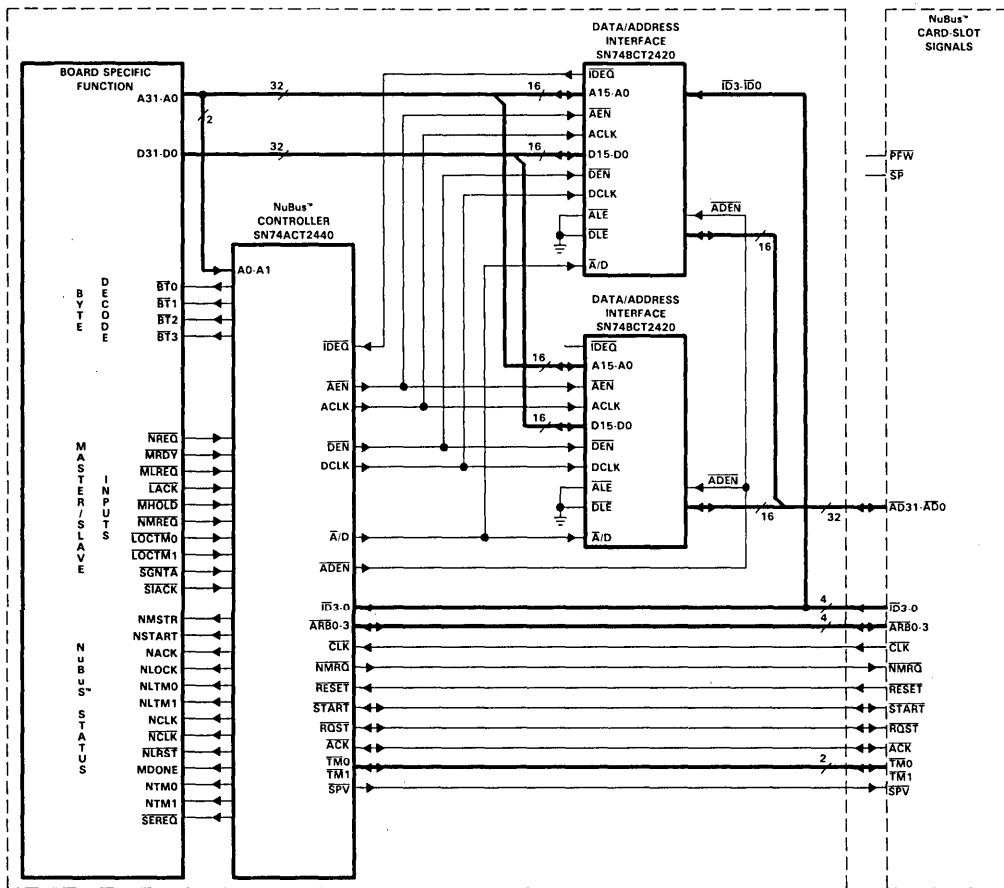 DATA/ADDRESS
INTERFACE
SN74BCT2420
NuBus™
CARD-SLOT
SIGNALS
BOARD SPECIFIC
FUNCTION
A31-A0
32
2
D31-D0
32
16
16
IDEQ
A15-A0
AEN
ACLK
D15-D0
DEN
DCLK
ALE
DLE
A/D
ID3-ID0
ADEN
16
PFW
SP
NuBus™
CONTROLLER
SN74ACT2440
A0-A1
BYTE
DECODE
BT0
BT1
BT2
BT3
DATA/ADDRESS
INTERFACE
SN74BCT2420
16
16
IDEQ
A15-A0
AEN
ACLK
D15-D0
DEN
DCLK
ALE
DLE
A/D
ADEN
16
32
AD31-AD0
IDEQ
AEN
ACLK
DEN
DCLK
A/D
ADEN
MASTER/SLAVE
INPUTS
NREQ
MRDY
MLREQ
LACK
MHOLD
NMREQ
LOCTM0
LOCTM1
SGNTA
SIACK
NuBuS™ STATUS
NMSTR
NSTART
NACK
NLOCK
NLTM0
NLTM1
NCLK
NCLK
NLRST
MDONE
NTM0
NTM1
SEREQ
ID3-0
ARB0-3
CLK
NMRQ
RESET
START
RQST
ACK
TM0
TM1
SPV
4
4
2
ID3-0
ARB0-3
CLK
NMRQ
RESET
START
RQST
ACK
TM0
TM1
SPV